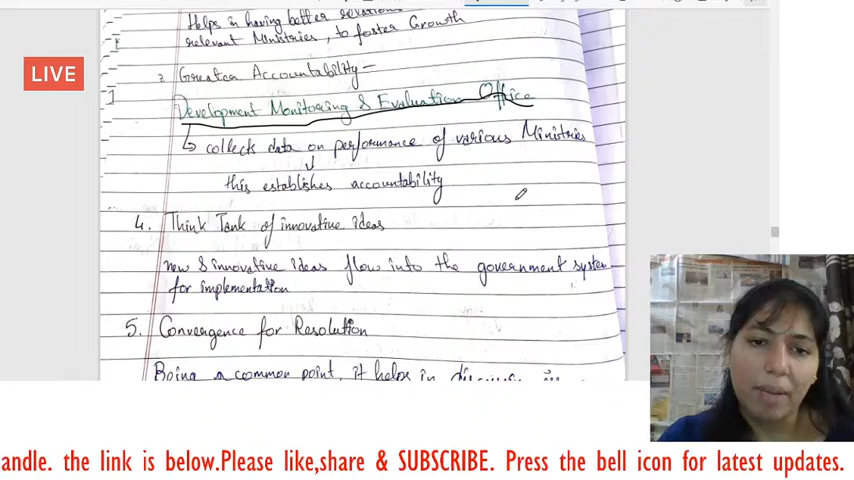 Helps in having better relations
relevant Ministries, to foster Growth
LIVE
Greater Accountability-
Development Monitoring & Evaluation Office
collects data on performance of various Ministries
this establishes accountability
4. Think Tank of innovative ideas
new & innovative ideas flow into the government system
for implementation
5. Convergence for Resolution
Being a common point, it helps in
andle. the link is below.Please like,share & SUBSCRIBE. Press the bell icon for latest updates.